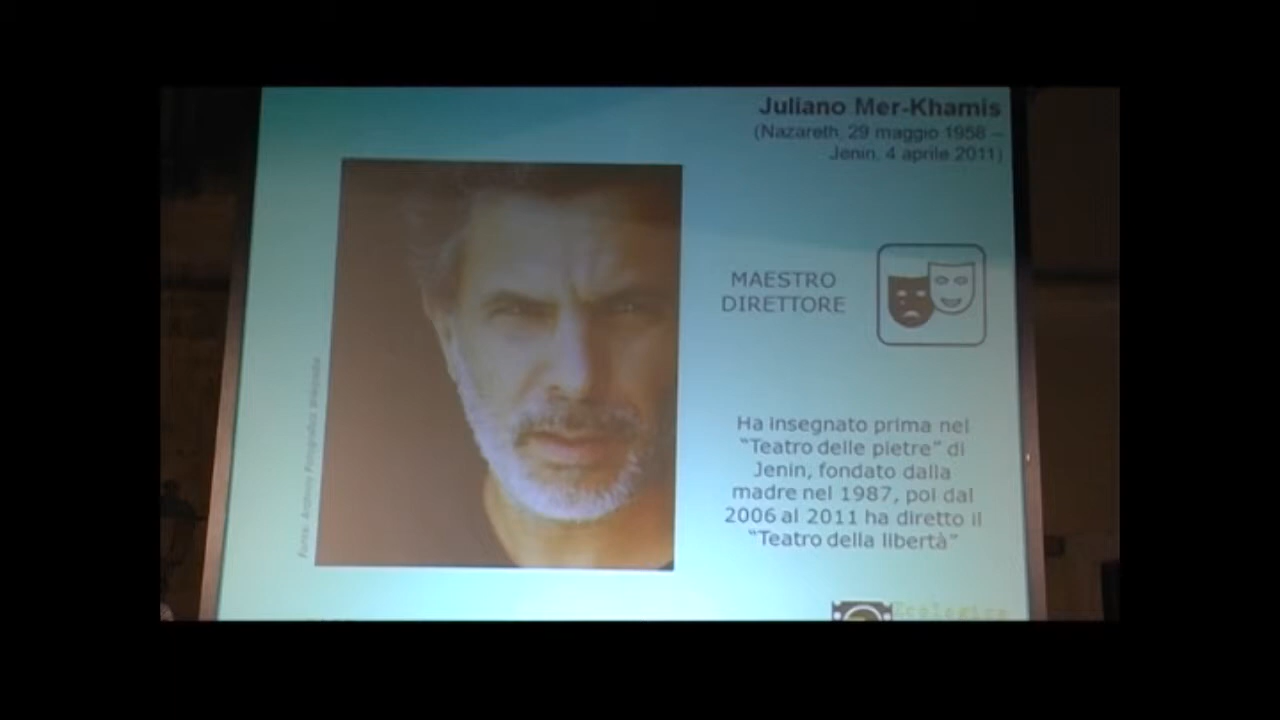 Juliano Mer-Khamis
(Nazareth, 29 maggio 1958 –
Jenin, 4 aprile 2011)
MAESTRO
DIRETTORE
Ha insegnato prima nel
“Teatro delle pietre” di
Jenin, fondato dalla
madre nel 1987, poi dal
2006 al 2011 ha diretto il
“Teatro della libertà”